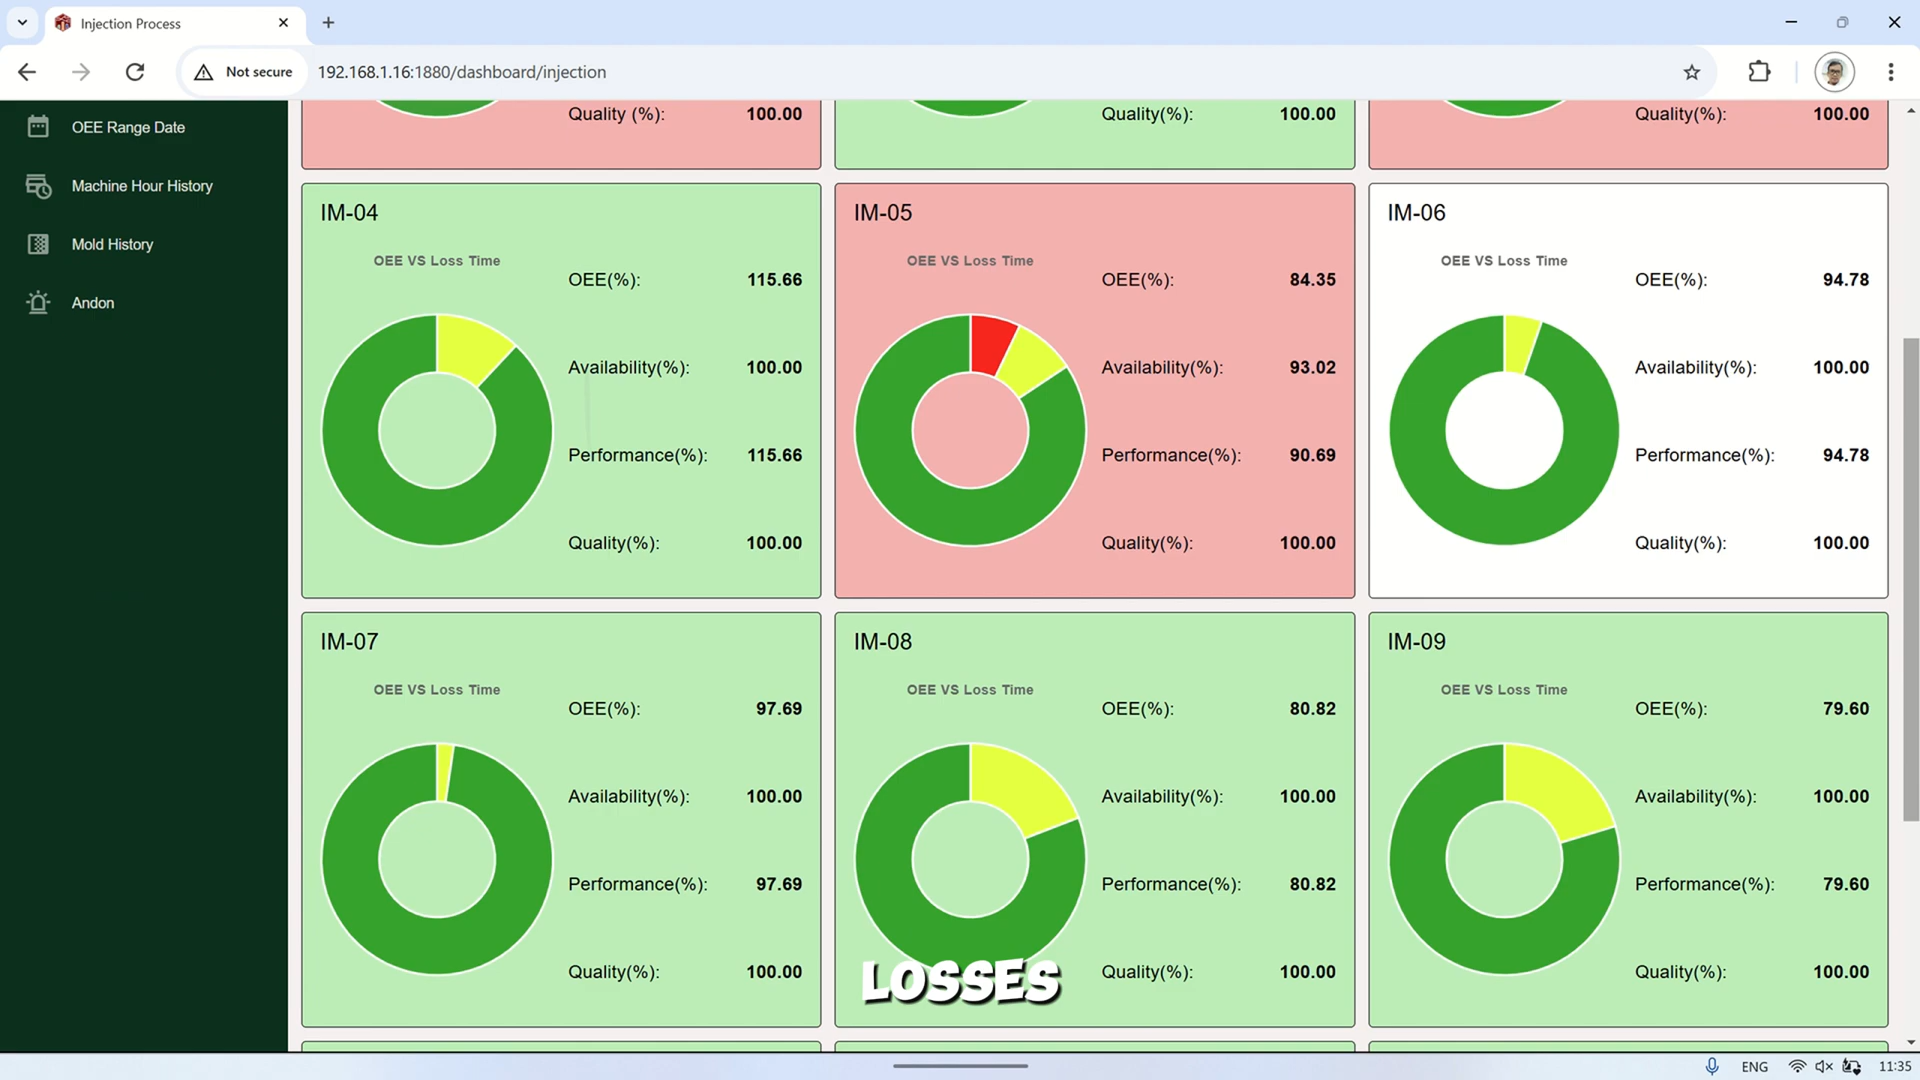 Injection Process
Not secure 192.168.1.16:1880/dashboard/injection
OEE Range Date
Machine Hour History
Mold History
Andon
Quality (%): 100.00
Quality(%): 100.00
Quality(%): 100.00
IM-04
OEE VS Loss Time
OEE(%): 115.66
Availability(%): 100.00
Performance(%): 115.66
Quality(%): 100.00
IM-05
OEE VS Loss Time
OEE(%): 84.35
Availability(%): 93.02
Performance(%): 90.69
Quality(%): 100.00
IM-06
OEE VS Loss Time
OEE(%): 94.78
Availability(%): 100.00
Performance(%): 94.78
Quality(%): 100.00
IM-07
OEE VS Loss Time
OEE(%): 97.69
Availability(%): 100.00
Performance(%): 97.69
Quality(%): 100.00
IM-08
OEE VS Loss Time
OEE(%): 80.82
Availability(%): 100.00
Performance(%): 80.82
Quality(%): 100.00
IM-09
OEE VS Loss Time
OEE(%): 79.60
Availability(%): 100.00
Performance(%): 79.60
Quality(%): 100.00
LOSSES
ENG 11:35